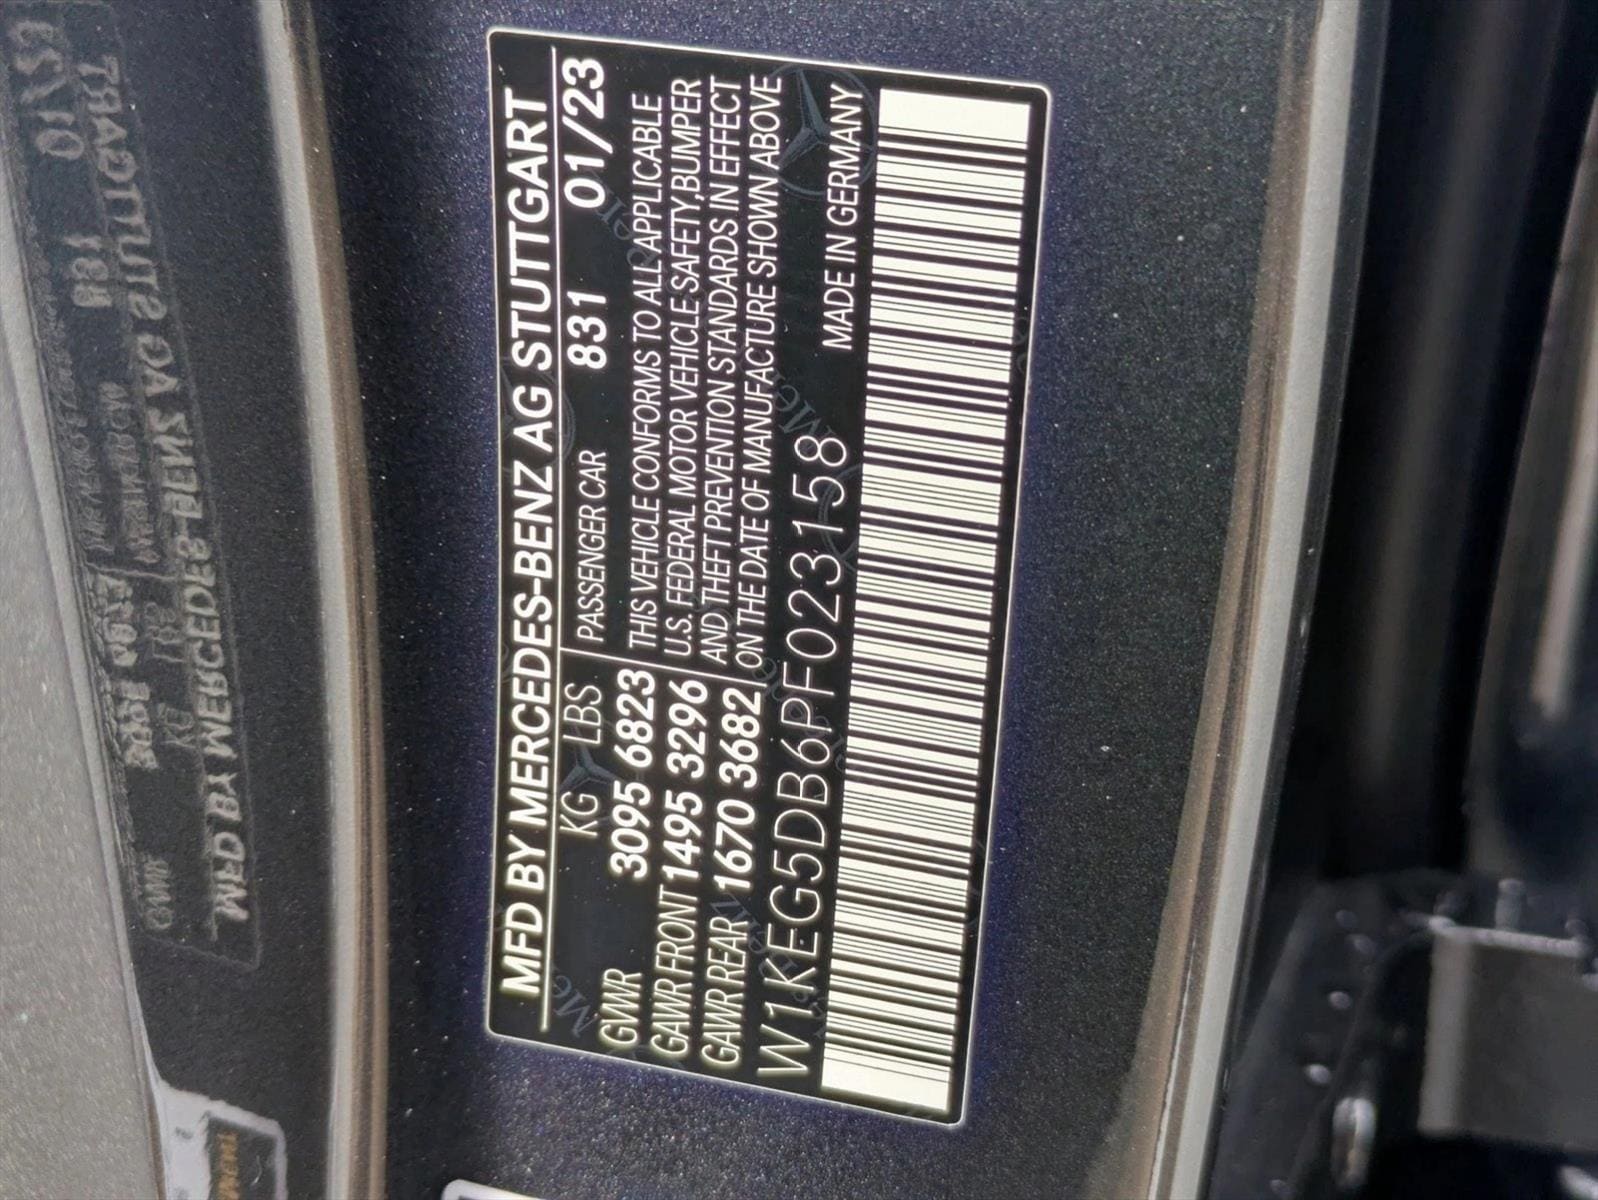 MFD BY MERCEDES-BENZ AG STUTTGART
KG LBS
PASSENGER CAR 831 01/23
GVWR 3095 6823
GAWR FRONT 1495 3296
GAWR REAR 1670 3682
THIS VEHICLE CONFORMS TO ALL APPLICABLE
U.S. FEDERAL MOTOR VEHICLE SAFETY,BUMPER
AND THEFT PREVENTION STANDARDS IN EFFECT
ON THE DATE OF MANUFACTURE SHOWN ABOVE
MADE IN GERMANY
W1KEG5DB6PF023158